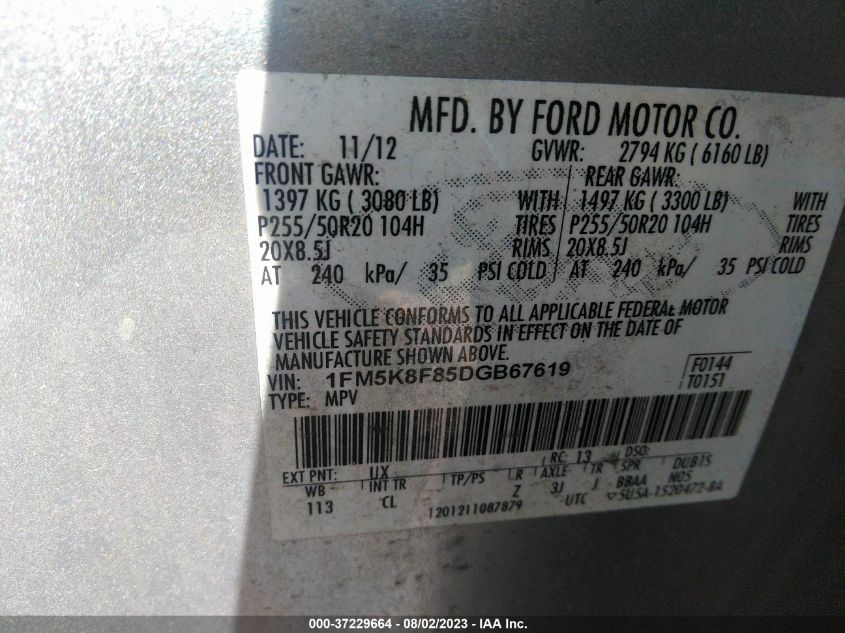 MFD. BY FORD MOTOR CO.
DATE: 11/12 GVWR: 2794 KG ( 6160 LB)
FRONT GAWR: REAR GAWR:
1397 KG ( 3080 LB) WITH 1497 KG ( 3300 LB) WITH
P255/50R20 104H TIRES P255/50R20 104H TIRES
20X8.5J RIMS 20X8.5J RIMS
AT 240 kPa/ 35 PSI COLD AT 240 kPa/ 35 PSI COLD
THIS VEHICLE CONFORMS TO ALL APPLICABLE FEDERAL MOTOR
VEHICLE SAFETY STANDARDS IN EFFECT ON THE DATE OF
MANUFACTURE SHOWN ABOVE.
VIN: 1FM5K8F85DGB67619 F0144
TYPE: MPV T0151
EXT PNT: UX RC: 13 DSO:
WB INT TR TP/PS R AXLE TR SPR DUB15
113 CL Z 3J J BBAA NOS
1201211087879 UTC 5U5A-1520472-BA
000-37229664 - 08/02/2023 - IAA Inc.